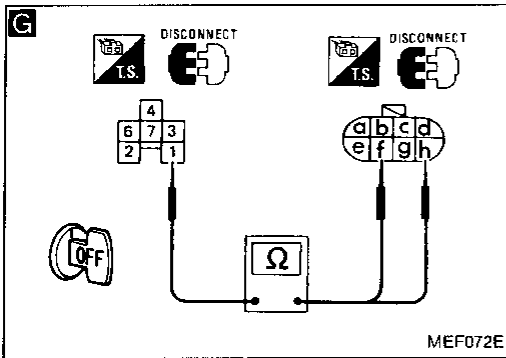 G
DISCONNECT
T.S.
DISCONNECT
T.S.
4
6 7 3
2 1
a b c d
e f g h
OFF
Ω
MEF072E